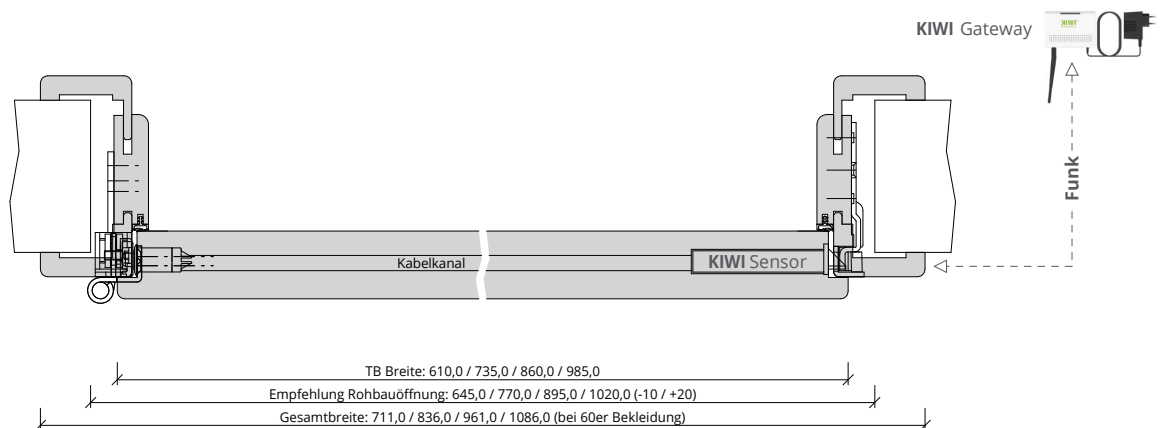 KIWI Gateway
KIWI
Funk
Kabelkanal
KIWI Sensor
TB Breite: 610,0 / 735,0 / 860,0 / 985,0
Empfehlung Rohbauöffnung: 645,0 / 770,0 / 895,0 / 1020,0 (-10 / +20)
Gesamtbreite: 711,0 / 836,0 / 961,0 / 1086,0 (bei 60er Bekleidung)